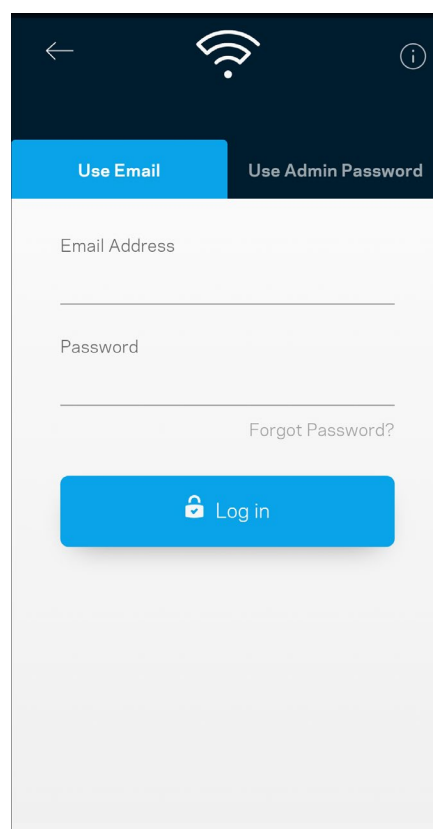 Use Email
Use Admin Password
Email Address
Password
Forgot Password?
Log in